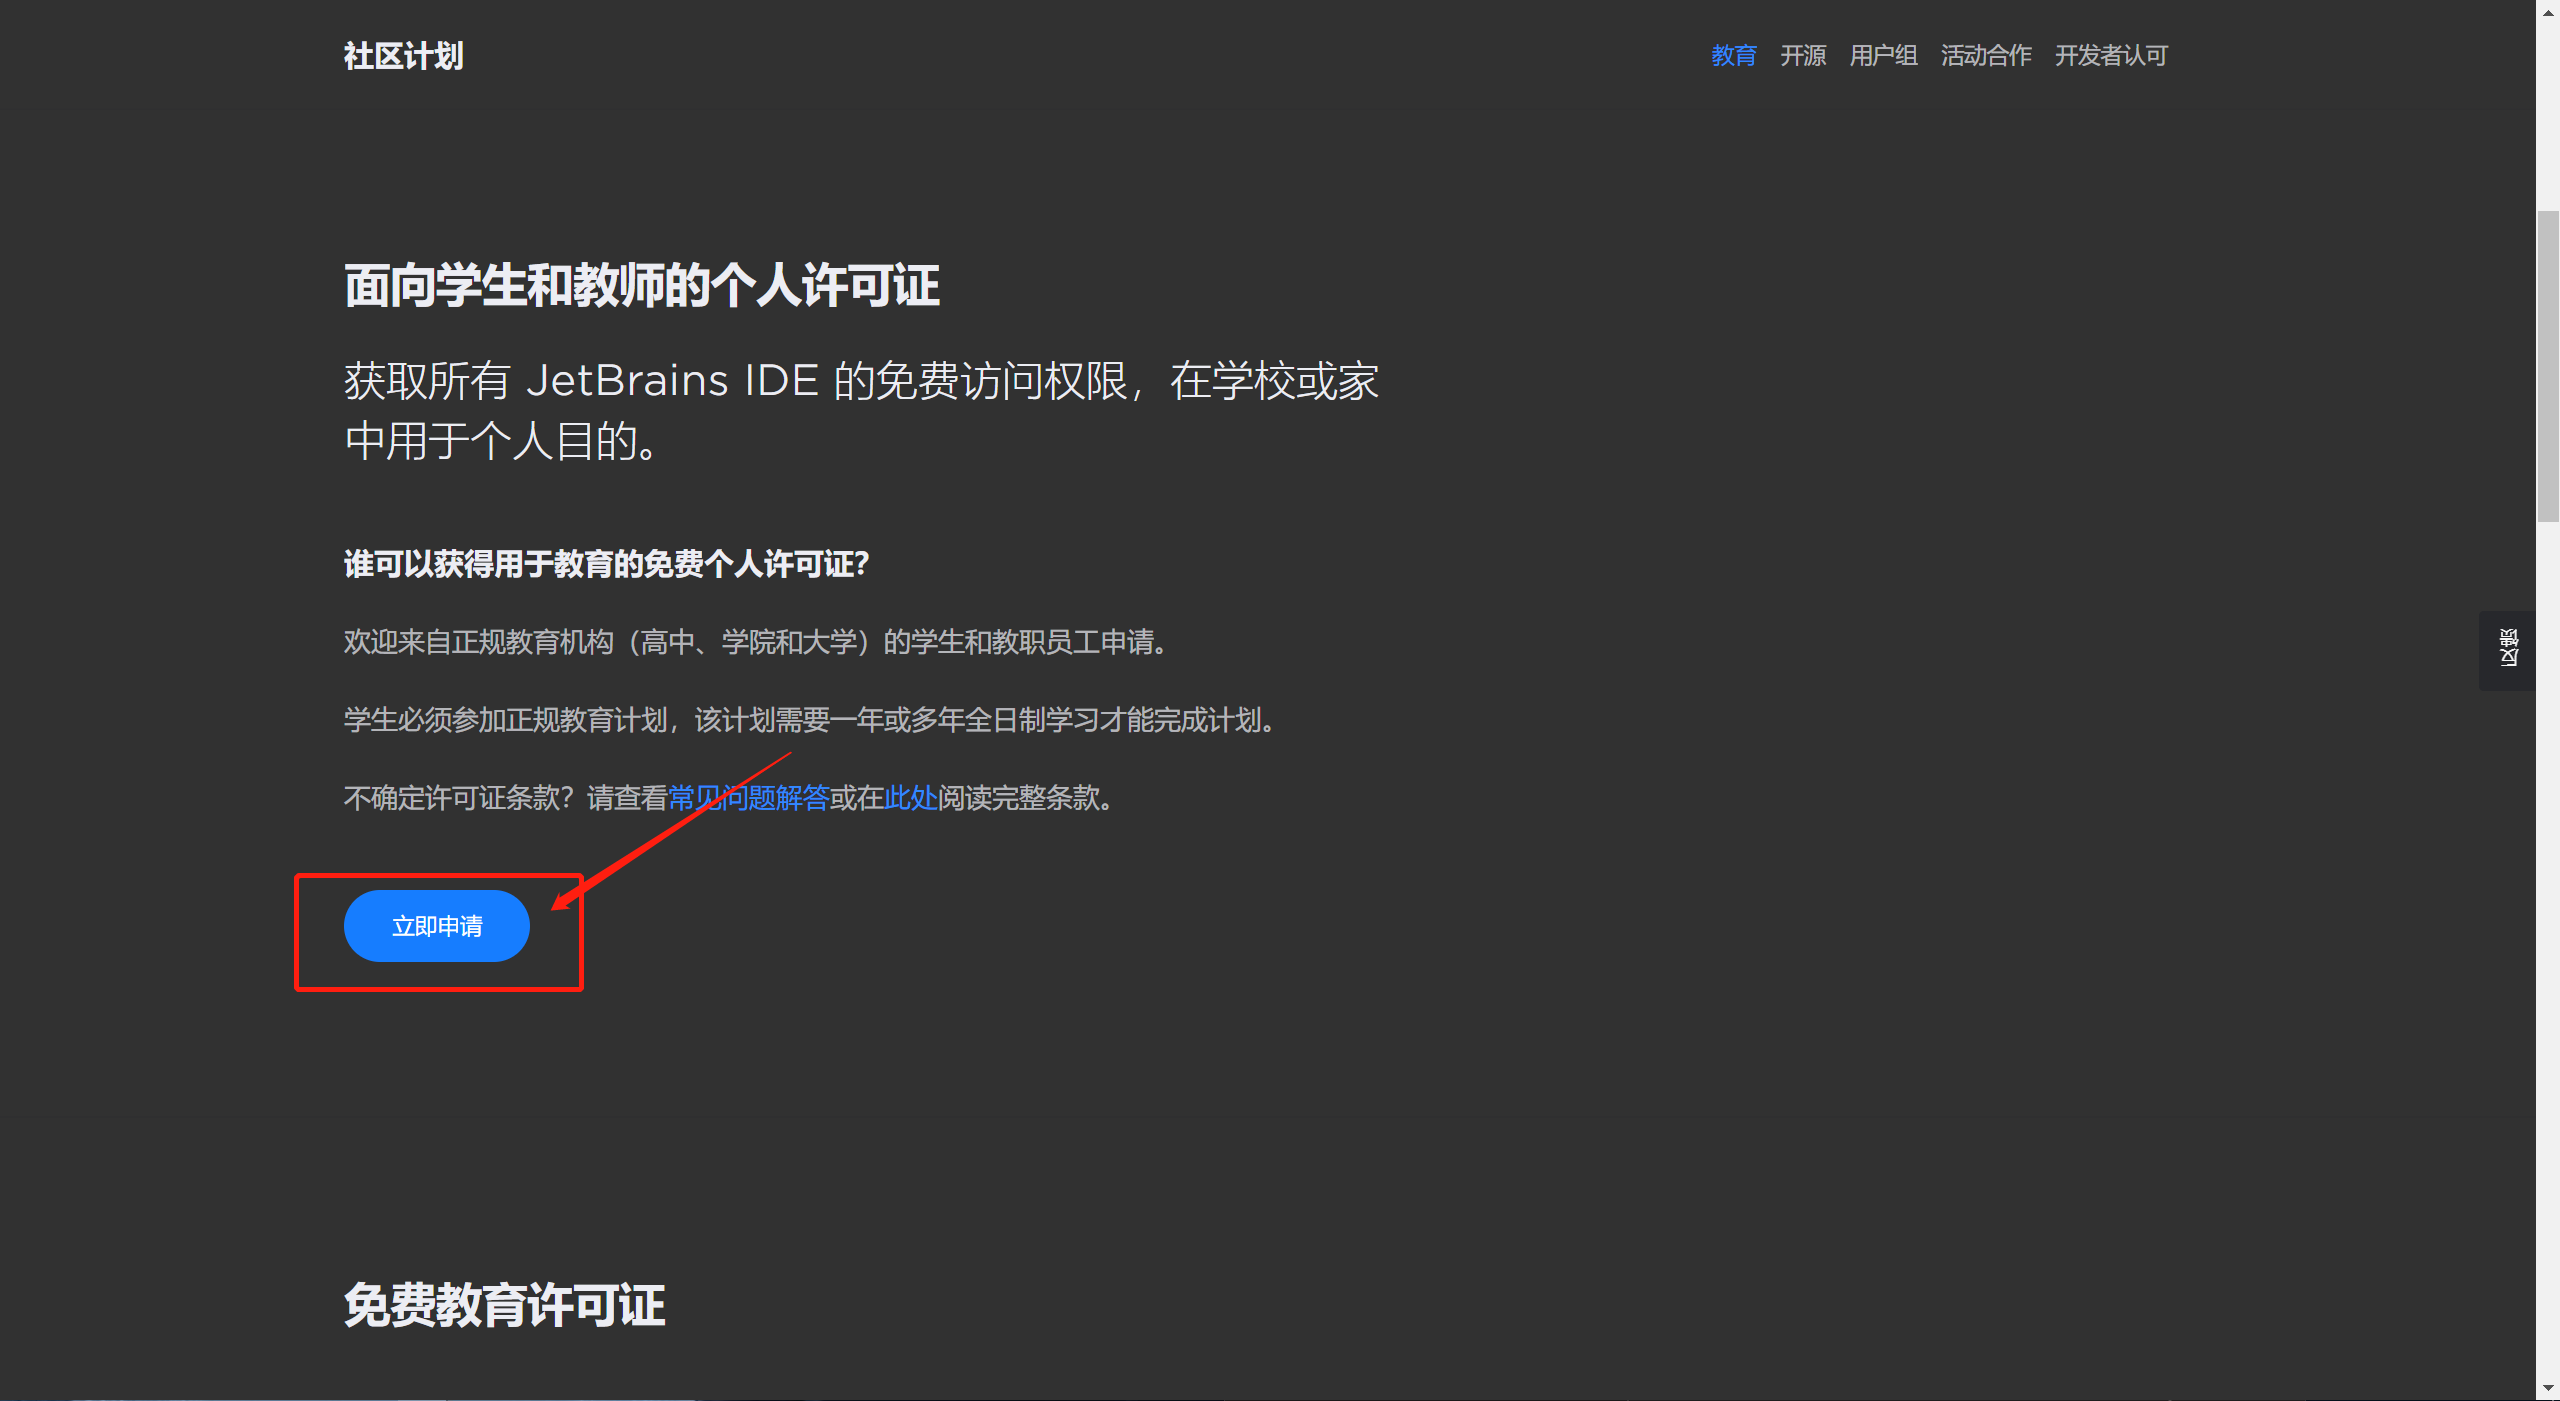 社区计划
教育 开源 用户组 活动合作 开发者认可
面向学生和教师的个人许可证
获取所有 JetBrains IDE 的免费访问权限，在学校或家
中用于个人目的。
谁可以获得用于教育的免费个人许可证？
欢迎来自正规教育机构（高中、学院和大学）的学生和教职员工申请。
学生必须参加正规教育计划，该计划需要一年或多年全日制学习才能完成计划。
不确定许可证条款？请查看常见问题解答或在此处阅读完整条款。
立即申请
反馈
免费教育许可证